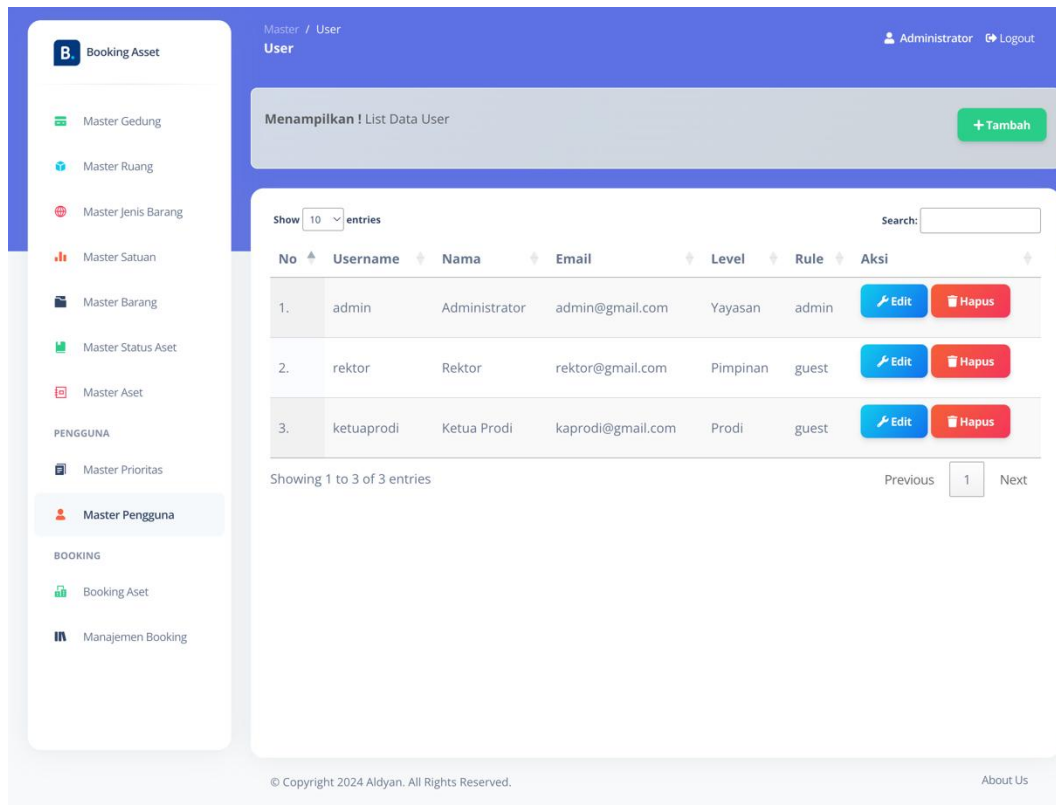 B. Booking Asset
Master Gedung
Master Ruang
Master Jenis Barang
Master Satuan
Master Barang
Master Status Aset
Master Aset
PENGGUNA
Master Prioritas
Master Pengguna
BOOKING
Booking Aset
Manajemen Booking
Master / User
User
Administrator Logout
Menampilkan ! List Data User
+ Tambah
Show 10 entries
Search:
No Username Nama Email Level Rule Aksi
1. admin Administrator admin@gmail.com Yayasan admin Edit Hapus
2. rektor Rektor rektor@gmail.com Pimpinan guest Edit Hapus
3. ketuaprodi Ketua Prodi kaprodi@gmail.com Prodi guest Edit Hapus
Showing 1 to 3 of 3 entries
Previous 1 Next
© Copyright 2024 Aldyan. All Rights Reserved.
About Us